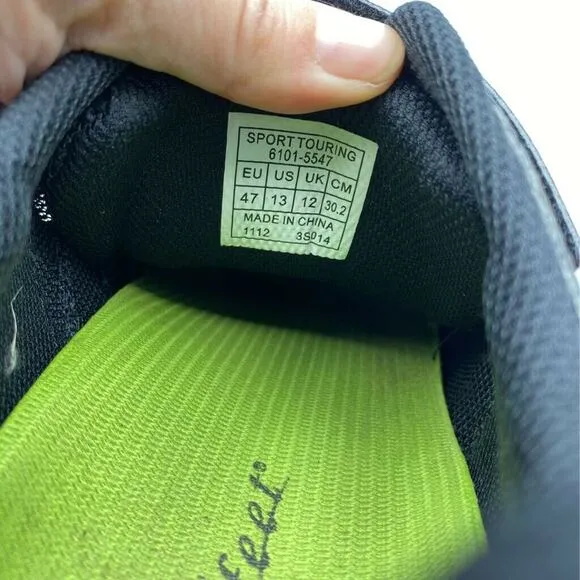 SPORT TOURING
6101-5547
EU US UK CM
47 13 12 30.2
MADE IN CHINA
1112 3S014